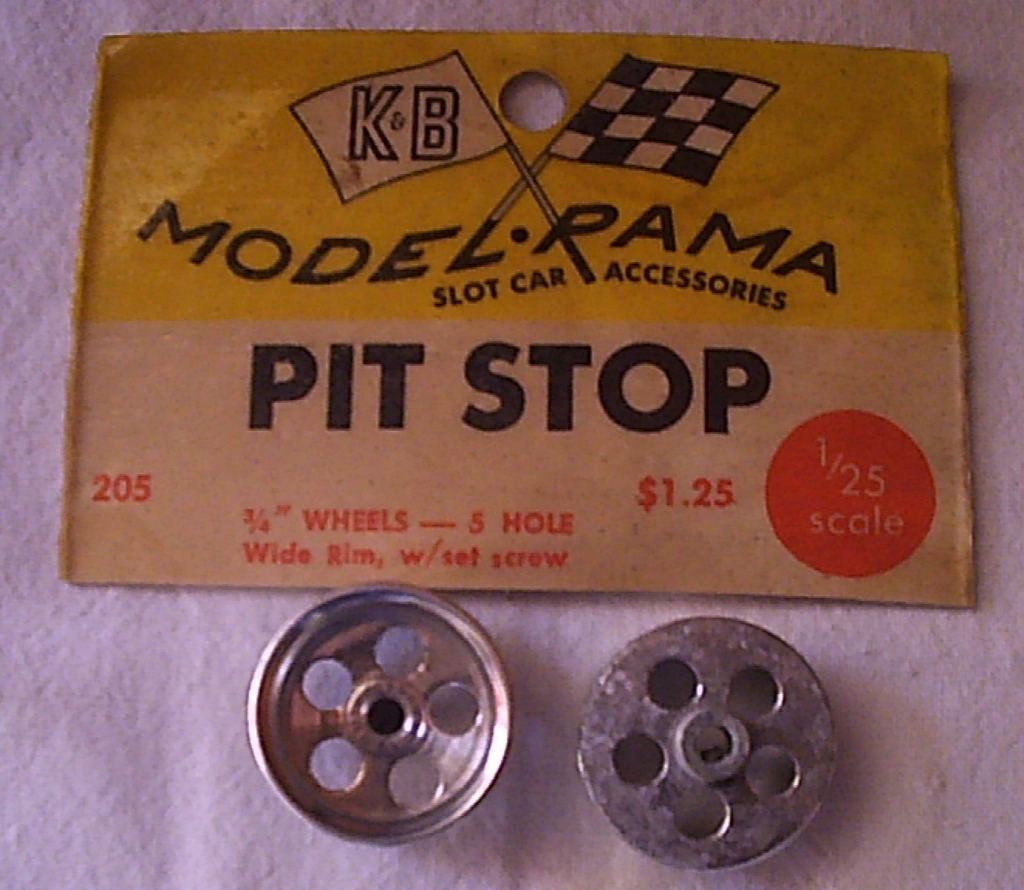 K&B
MODEL·RAMA
SLOT CAR ACCESSORIES
PIT STOP
205
$1.25
1/25
scale
¾" WHEELS — 5 HOLE
Wide Rim, w/set screw